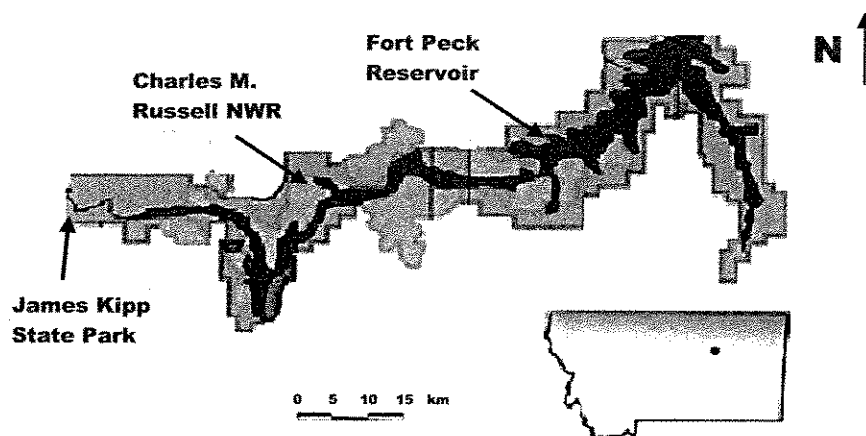 Fort Peck
Reservoir
N
Charles M.
Russell NWR
James Kipp
State Park
0 5 10 15 km